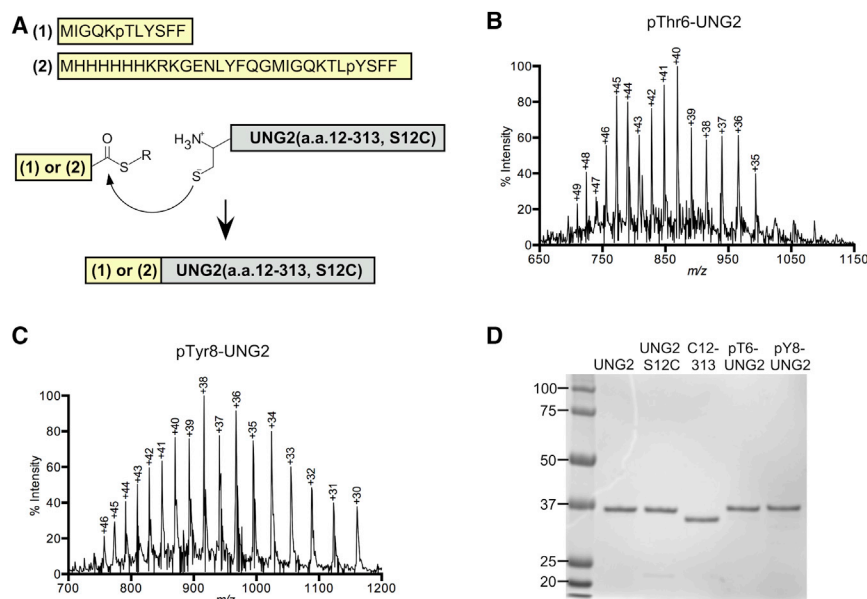 A
(1) MIGQKpTLYSFF
(2) MHHHHHHKRKGENLYFQGMIGQKTLpYSFF
(1) or (2)
O
S
R
H3N+
S-
UNG2(a.a.12-313, S12C)
(1) or (2) UNG2(a.a.12-313, S12C)
B
pThr6-UNG2
% Intensity
100
80
60
40
20
0
+49
+48
+47
+46
+45
+44
+43
+42
+41
+40
+39
+38
+37
+36
+35
650 750 850 950 1050 1150
m/z
C
pTyr8-UNG2
% Intensity
100
80
60
40
20
0
+46
+45
+44
+43
+42
+41
+40
+39
+38
+37
+36
+35
+34
+33
+32
+31
+30
700 800 900 1000 1100 1200
m/z
D
UNG2 C12- pT6- pY8-
UNG2 S12C 313 UNG2 UNG2
100
75
50
37
25
20